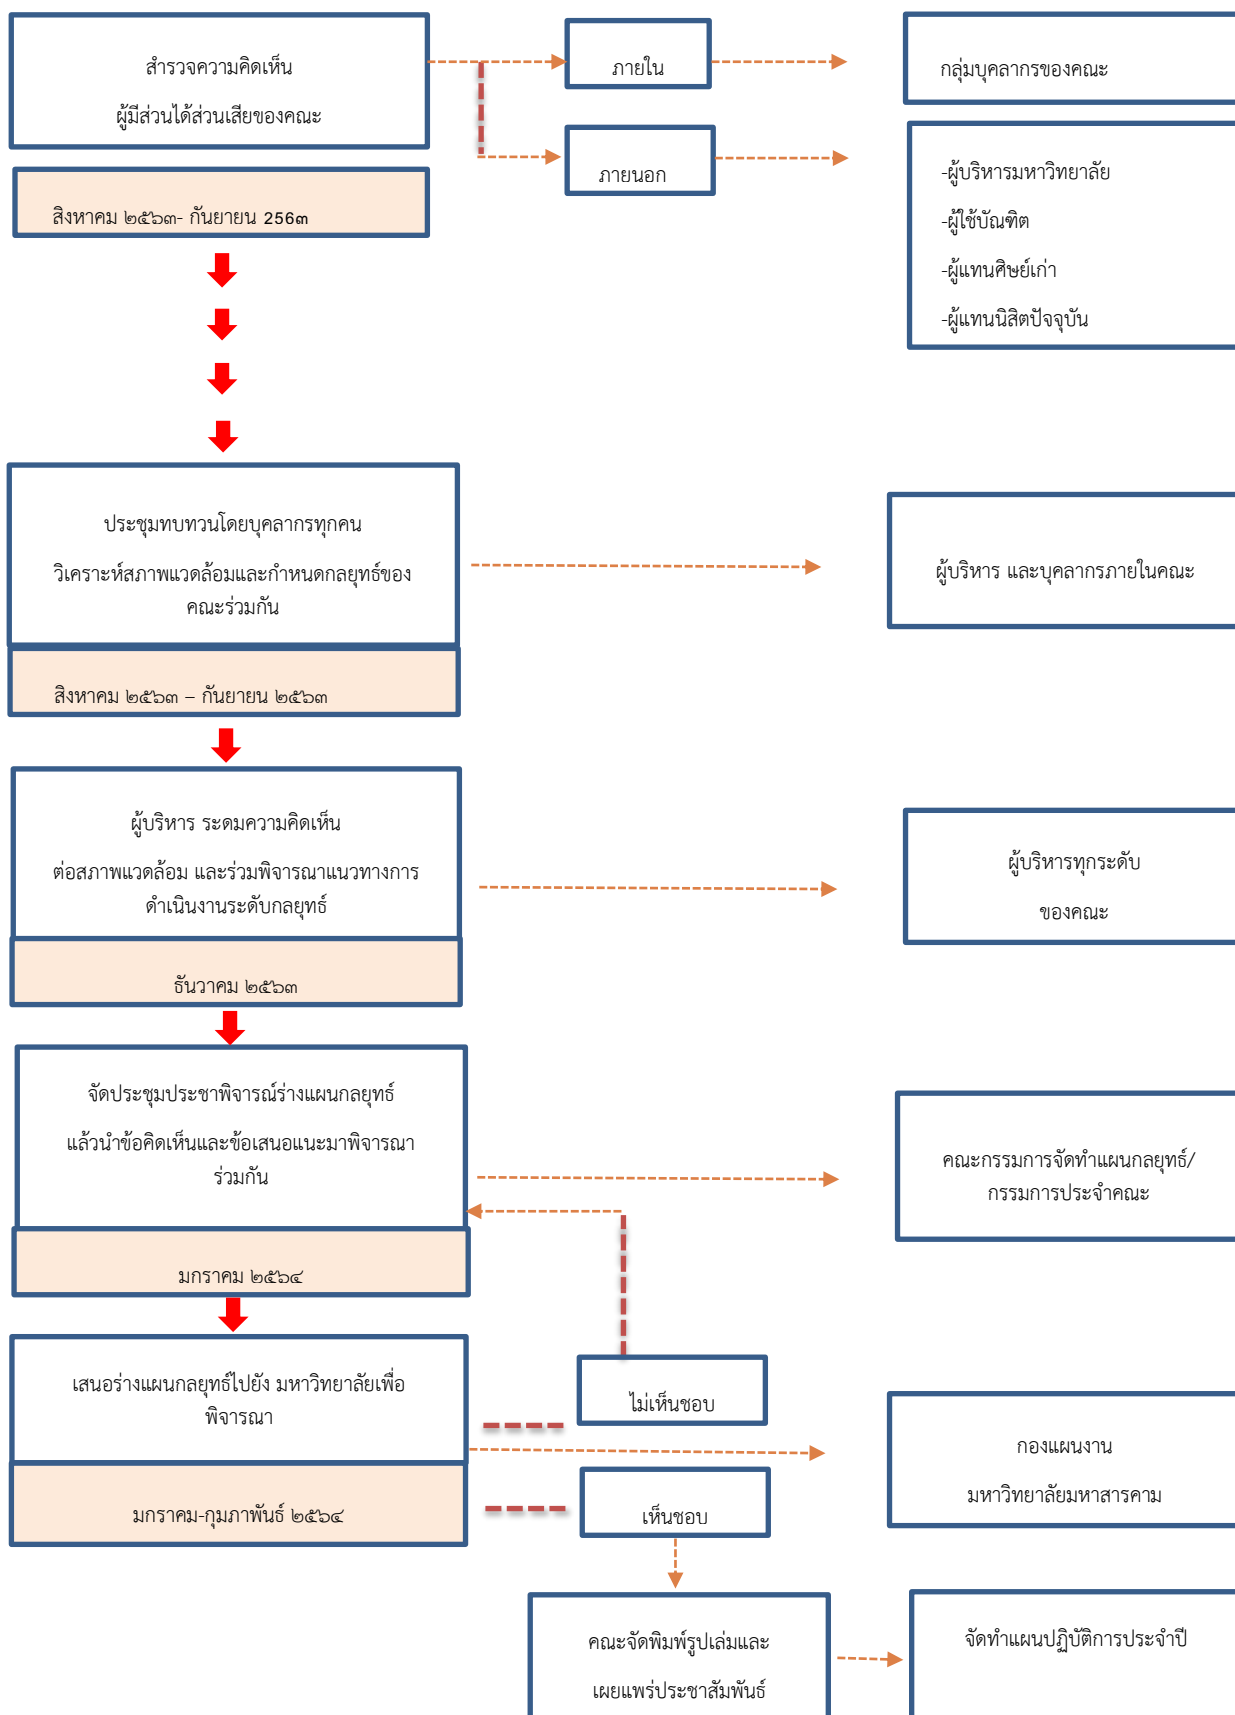 สำรวจความคิดเห็น
ผู้มีส่วนได้ส่วนเสียของคณะ
สิงหาคม ๒๕๖๓- กันยายน 256๓
ภายใน
กลุ่มบุคลากรของคณะ
ภายนอก
-ผู้บริหารมหาวิทยาลัย
-ผู้ใช้บัณฑิต
-ผู้แทนศิษย์เก่า
-ผู้แทนนิสิตปัจจุบัน
ประชุมทบทวนโดยบุคลากรทุกคน
วิเคราะห์สภาพแวดล้อมและกำหนดกลยุทธ์ของ
คณะร่วมกัน
สิงหาคม ๒๕๖๓ – กันยายน ๒๕๖๓
ผู้บริหาร และบุคลากรภายในคณะ
ผู้บริหาร ระดมความคิดเห็น
ต่อสภาพแวดล้อม และร่วมพิจารณาแนวทางการ
ดำเนินงานระดับกลยุทธ์
ธันวาคม ๒๕๖๓
ผู้บริหารทุกระดับ
ของคณะ
จัดประชุมประชาพิจารณ์ร่างแผนกลยุทธ์
แล้วนำข้อคิดเห็นและข้อเสนอแนะมาพิจารณา
ร่วมกัน
มกราคม ๒๕๖๔
คณะกรรมการจัดทำแผนกลยุทธ์/
กรรมการประจำคณะ
เสนอร่างแผนกลยุทธ์ไปยัง มหาวิทยาลัยเพื่อ
พิจารณา
มกราคม-กุมภาพันธ์ ๒๕๖๔
ไม่เห็นชอบ
เห็นชอบ
กองแผนงาน
มหาวิทยาลัยมหาสารคาม
คณะจัดพิมพ์รูปเล่มและ
เผยแพร่ประชาสัมพันธ์
จัดทำแผนปฏิบัติการประจำปี